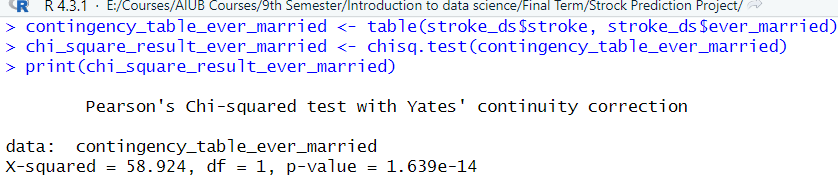 R 4.3.1 · E:/Courses/AIUB Courses/9th Semester/Introduction to data science/Final Term/Strock Prediction Project/
> contingency_table_ever_married <- table(stroke_ds$stroke, stroke_ds$ever_married)
> chi_square_result_ever_married <- chisq.test(contingency_table_ever_married)
> print(chi_square_result_ever_married)
Pearson's Chi-squared test with Yates' continuity correction
data:  contingency_table_ever_married
X-squared = 58.924, df = 1, p-value = 1.639e-14